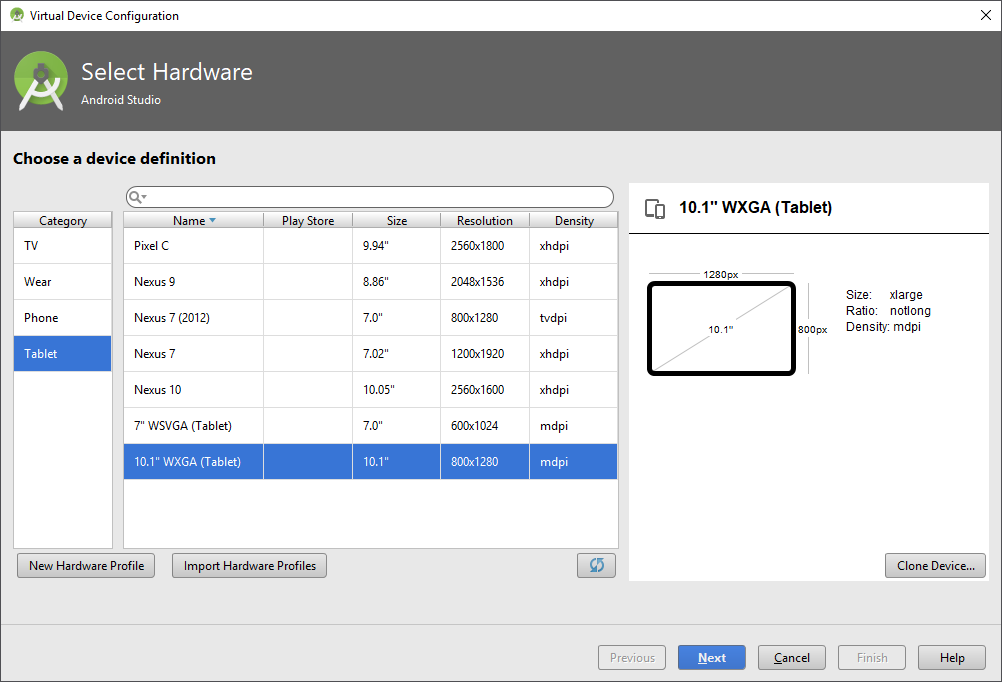 Virtual Device Configuration
Select Hardware
Android Studio
Choose a device definition
Category
TV
Wear
Phone
Tablet
Name Play Store Size Resolution Density
Pixel C 9.94" 2560x1800 xhdpi
Nexus 9 8.86" 2048x1536 xhdpi
Nexus 7 (2012) 7.0" 800x1280 tvdpi
Nexus 7 7.02" 1200x1920 xhdpi
Nexus 10 10.05" 2560x1600 xhdpi
7" WSVGA (Tablet) 7.0" 600x1024 mdpi
10.1" WXGA (Tablet) 10.1" 800x1280 mdpi
New Hardware Profile
Import Hardware Profiles
10.1" WXGA (Tablet)
1280px
10.1"
800px
Size: xlarge
Ratio: notlong
Density: mdpi
Clone Device...
Previous Next Cancel Finish Help